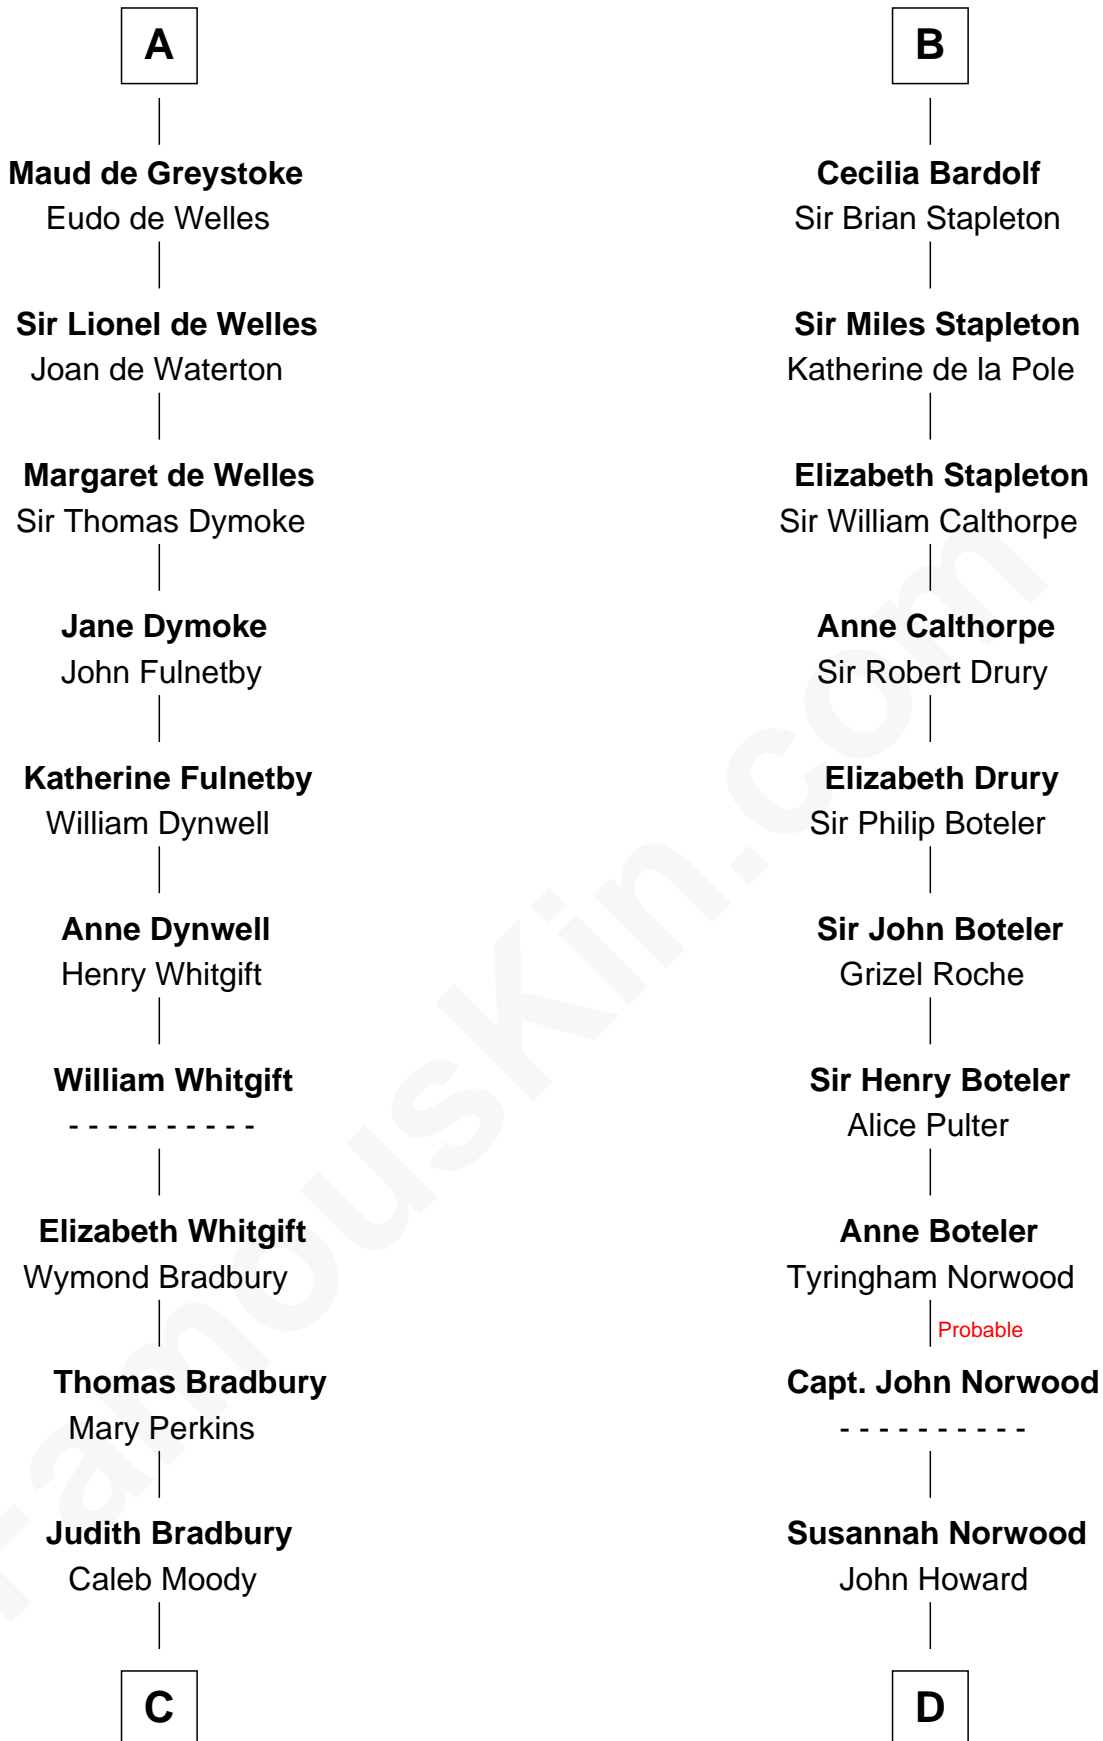 A
Maud de Greystoke
Eudo de Welles
Sir Lionel de Welles
Joan de Waterton
Margaret de Welles
Sir Thomas Dymoke
Jane Dymoke
John Fulnetby
Katherine Fulnetby
William Dynwell
Anne Dynwell
Henry Whitgift
William Whitgift
- - - - - - - - - -
Elizabeth Whitgift
Wymond Bradbury
Thomas Bradbury
Mary Perkins
Judith Bradbury
Caleb Moody
C
B
Cecilia Bardolf
Sir Brian Stapleton
Sir Miles Stapleton
Katherine de la Pole
Elizabeth Stapleton
Sir William Calthorpe
Anne Calthorpe
Sir Robert Drury
Elizabeth Drury
Sir Philip Boteler
Sir John Boteler
Grizel Roche
Sir Henry Boteler
Alice Pulter
Anne Boteler
Tyringham Norwood
Probable
Capt. John Norwood
- - - - - - - - - -
Susannah Norwood
John Howard
D
FamousKin.com